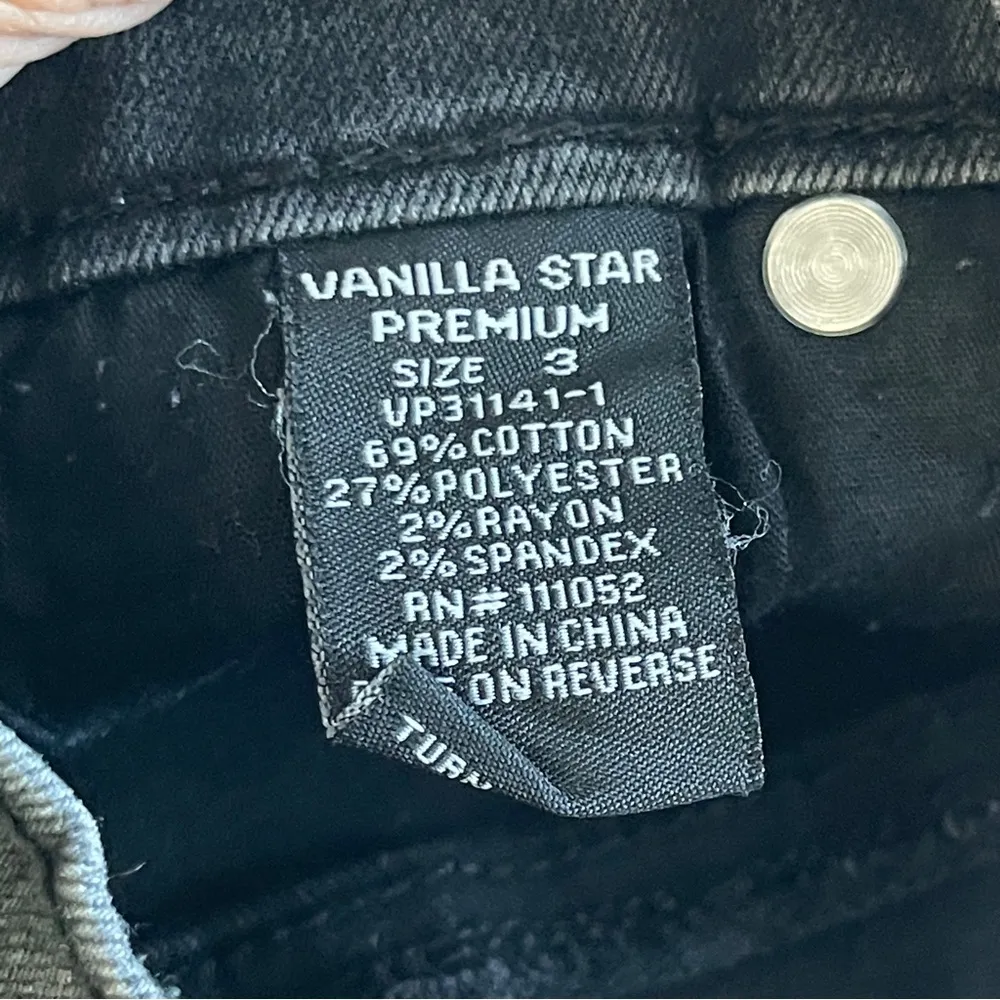 VANILLA STAR
PREMIUM
SIZE 3
VP31141-1
69%COTTON
27%POLYESTER
2%RAYON
2%SPANDEX
RN#111052
MADE IN CHINA
ON REVERSE
TURN